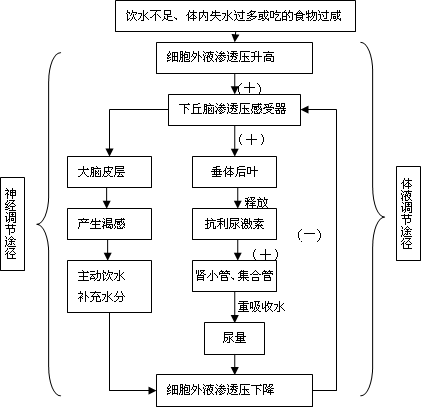 饮水不足、体内失水过多或吃的食物过咸
细胞外液渗透压升高
(＋)
下丘脑渗透压感受器
(＋)
大脑皮层
垂体后叶
释放
产生渴感
抗利尿激素
(－)
(＋)
主动饮水
补充水分
肾小管、集合管
重吸收水
尿量
细胞外液渗透压下降
神经调节途径
体液调节途径